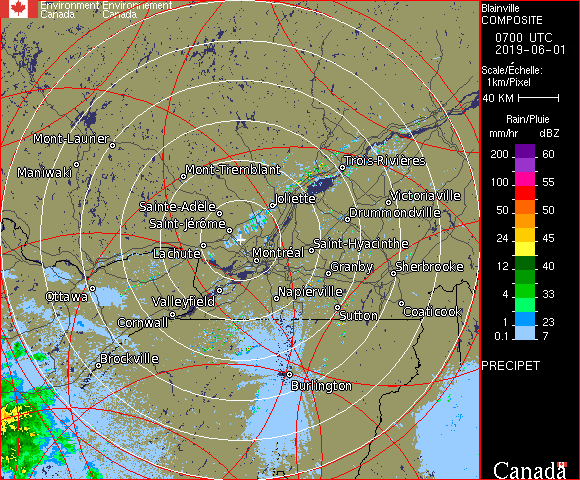 Environment Environnement
Canada Canada
Blainville
COMPOSITE
0700 UTC
2019-06-01
Scale/Échelle:
1km/Pixel
40 KM
Rain/Pluie
mm/hr dBZ
200 60
100 55
50 50
24 45
12 40
4 33
1 23
0.1 7
PRECIPET
Mont-Laurier
Maniwaki
Mont-Tremblant
Trois-Rivières
Joliette
Victoriaville
Sainte-Adèle
Drummondville
Saint-Jérôme
Lachute
Saint-Hyacinthe
Montréal
Granby
Sherbrooke
Ottawa
Valleyfield
Napierville
Cornwall
Sutton
Coaticook
Brockville
Burlington
Canada